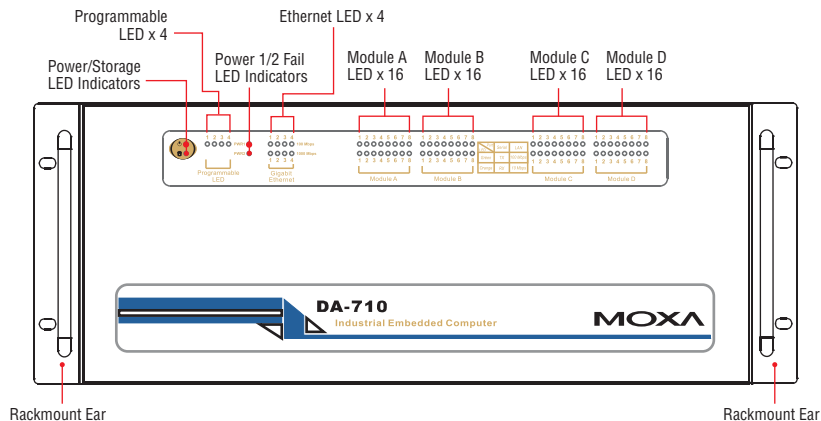 Programmable
LED x 4
Ethernet LED x 4
Power/Storage
LED Indicators
Power 1/2 Fail
LED Indicators
Module A
LED x 16
Module B
LED x 16
Module C
LED x 16
Module D
LED x 16
1 2 3 4
PWR1
PWR2
1 2 3 4
100 Mbps
1000 Mbps
1 2 3 4
1 2 3 4 5 6 7 8
1 2 3 4 5 6 7 8
1 2 3 4 5 6 7 8
1 2 3 4 5 6 7 8
Serial LAN
1 2 3 4 5 6 7 8
1 2 3 4 5 6 7 8
1 2 3 4 5 6 7 8
1 2 3 4 5 6 7 8
Programmable
LED
Gigabit
Ethernet
Module A
Module B
Module C
Module D
DA-710
Industrial Embedded Computer
MOXA
Rackmount Ear
Rackmount Ear